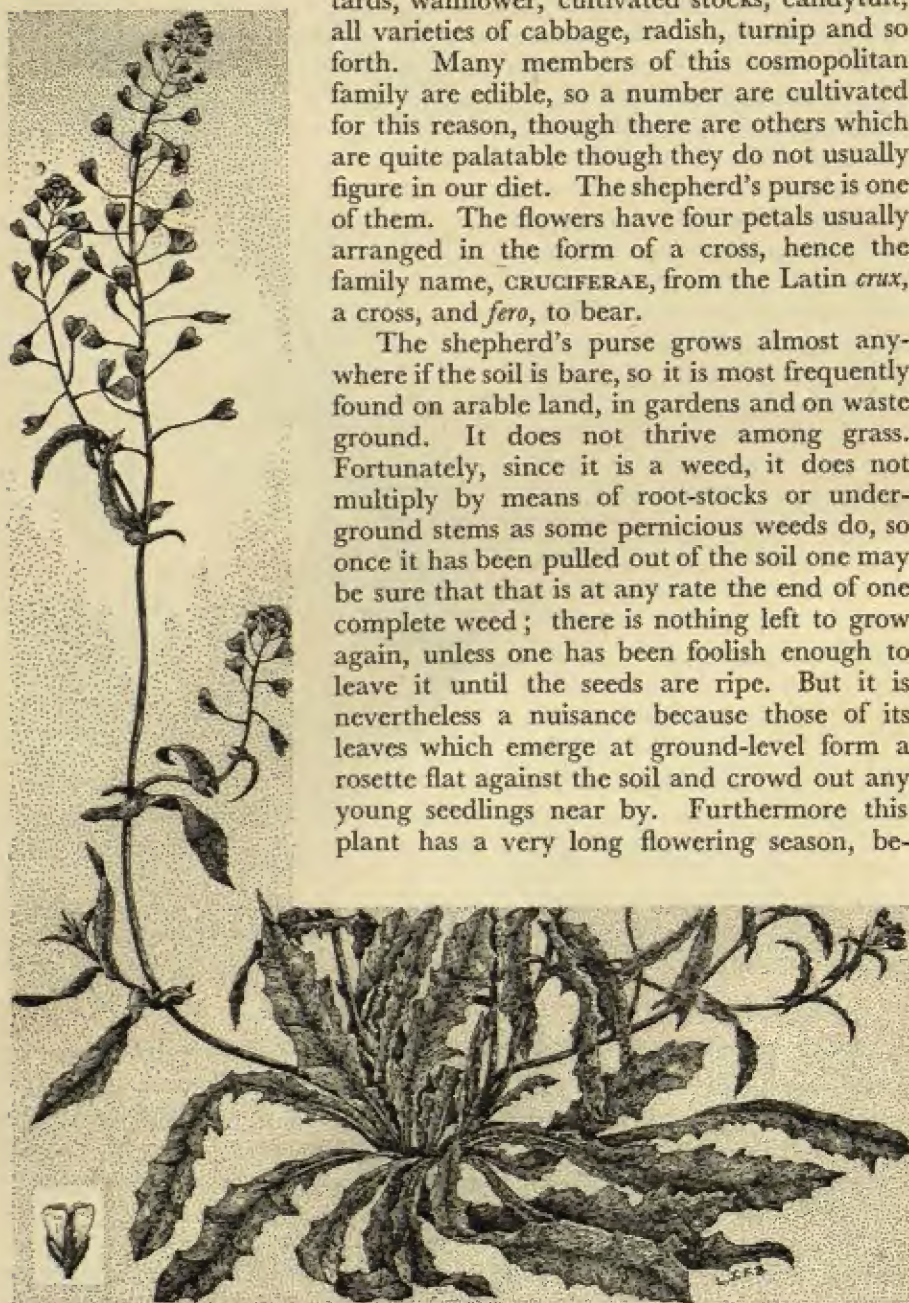 tards, wallflower, cultivated stocks, candytuft,
all varieties of cabbage, radish, turnip and so
forth. Many members of this cosmopolitan
family are edible, so a number are cultivated
for this reason, though there are others which
are quite palatable though they do not usually
figure in our diet. The shepherd's purse is one
of them. The flowers have four petals usually
arranged in the form of a cross, hence the
family name, CRUCIFERAE, from the Latin crux,
a cross, and fero, to bear.
The shepherd's purse grows almost any-
where if the soil is bare, so it is most frequently
found on arable land, in gardens and on waste
ground. It does not thrive among grass.
Fortunately, since it is a weed, it does not
multiply by means of root-stocks or under-
ground stems as some pernicious weeds do, so
once it has been pulled out of the soil one may
be sure that that is at any rate the end of one
complete weed; there is nothing left to grow
again, unless one has been foolish enough to
leave it until the seeds are ripe. But it is
nevertheless a nuisance because those of its
leaves which emerge at ground-level form a
rosette flat against the soil and crowd out any
young seedlings near by. Furthermore this
plant has a very long flowering season, be-